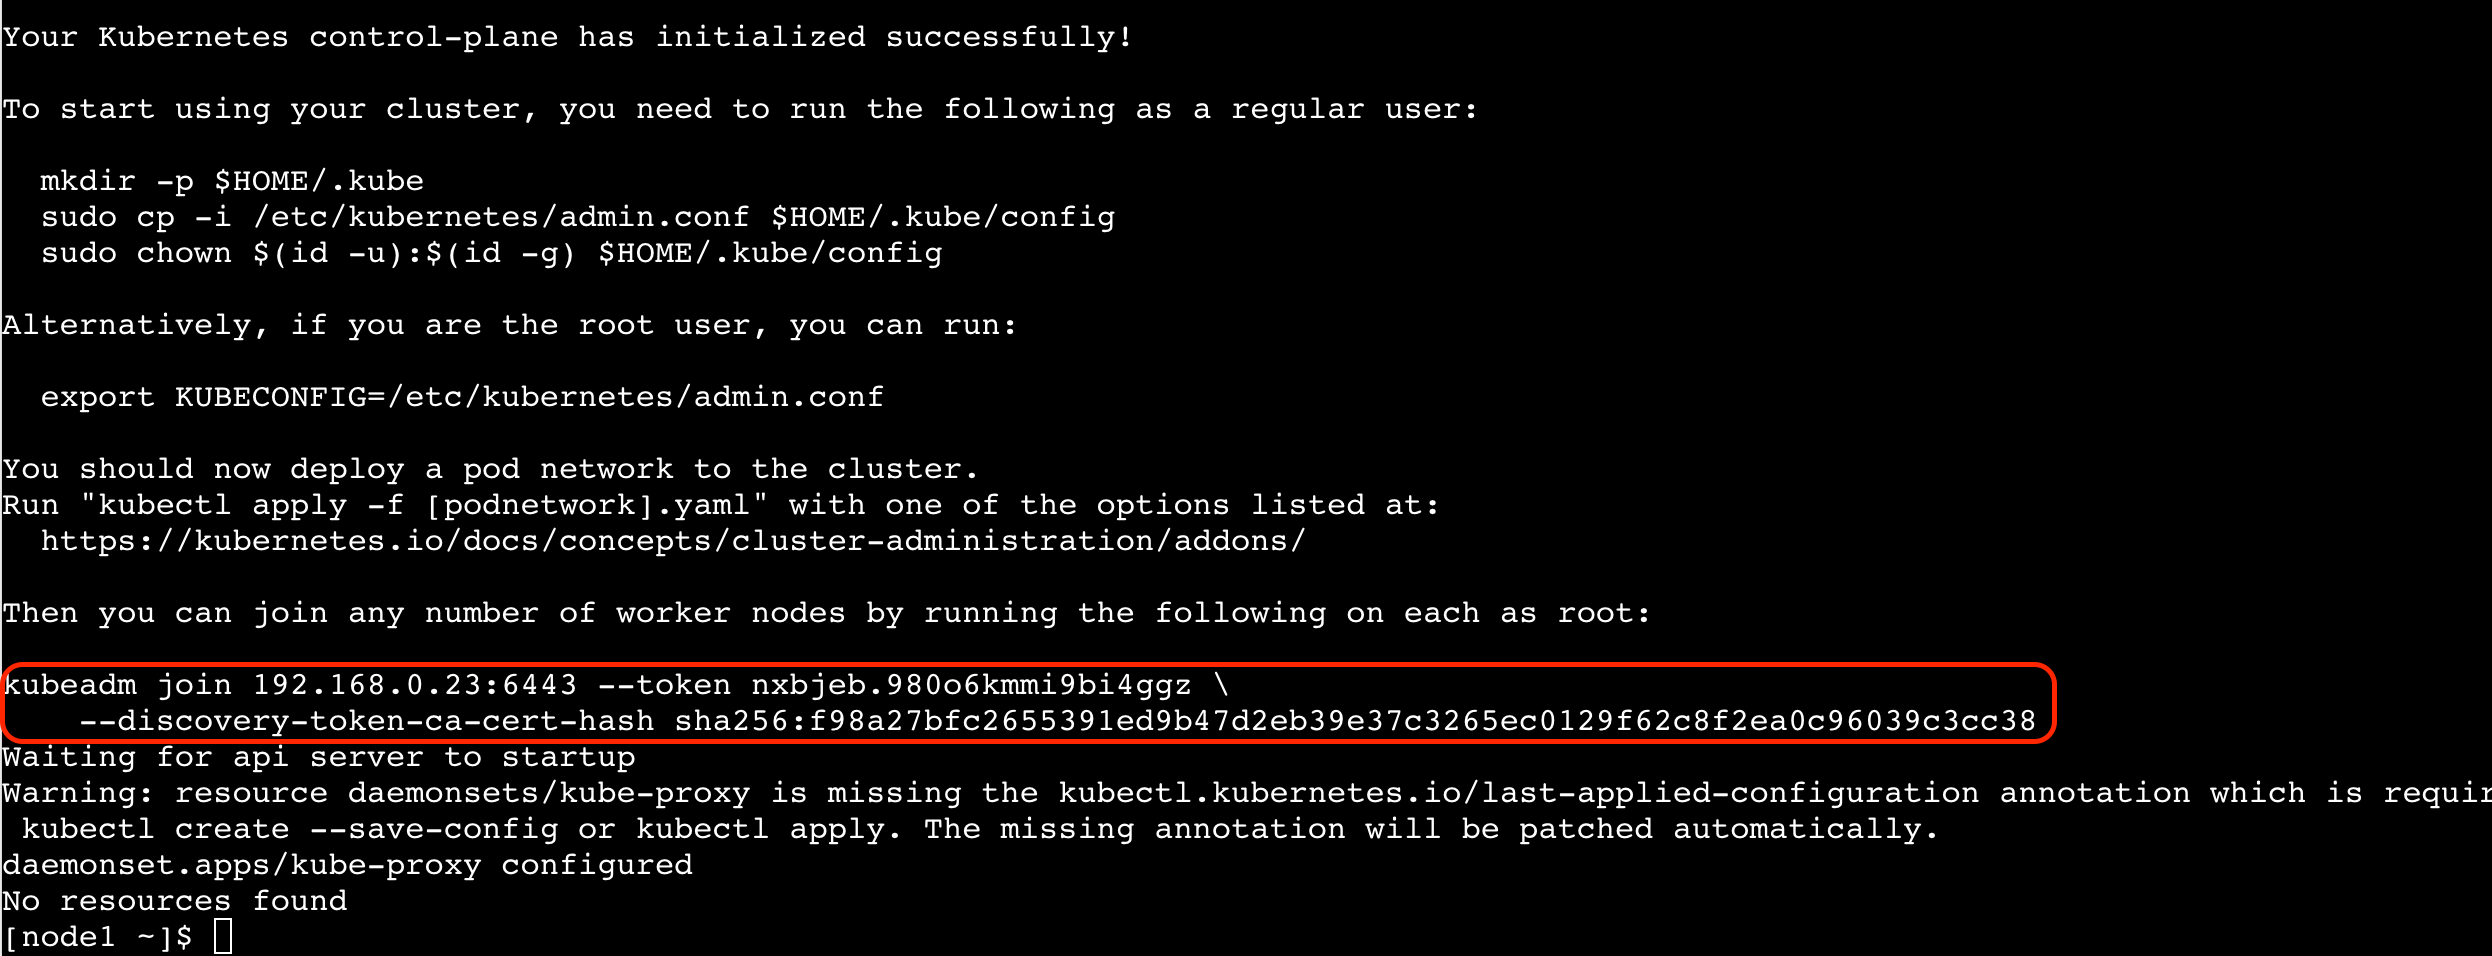 Your Kubernetes control-plane has initialized successfully!
To start using your cluster, you need to run the following as a regular user:
mkdir -p $HOME/.kube
sudo cp -i /etc/kubernetes/admin.conf $HOME/.kube/config
sudo chown $(id -u):$(id -g) $HOME/.kube/config
Alternatively, if you are the root user, you can run:
export KUBECONFIG=/etc/kubernetes/admin.conf
You should now deploy a pod network to the cluster.
Run "kubectl apply -f [podnetwork].yaml" with one of the options listed at:
https://kubernetes.io/docs/concepts/cluster-administration/addons/
Then you can join any number of worker nodes by running the following on each as root:
kubeadm join 192.168.0.23:6443 --token nxbjeb.980o6kmmi9bi4ggz \
--discovery-token-ca-cert-hash sha256:f98a27bfc2655391ed9b47d2eb39e37c3265ec0129f62c8f2ea0c96039c3cc38
Waiting for api server to startup
Warning: resource daemonsets/kube-proxy is missing the kubectl.kubernetes.io/last-applied-configuration annotation which is requir
kubectl create --save-config or kubectl apply. The missing annotation will be patched automatically.
daemonset.apps/kube-proxy configured
No resources found
[node1 ~]$